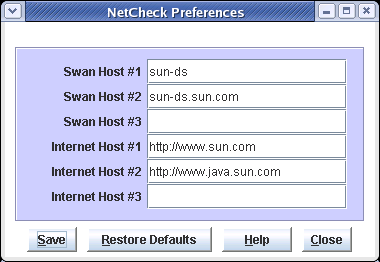 NetCheck Preferences
Swan Host #1 sun-ds
Swan Host #2 sun-ds.sun.com
Swan Host #3
Internet Host #1 http://www.sun.com
Internet Host #2 http://www.java.sun.com
Internet Host #3
Save Restore Defaults Help Close